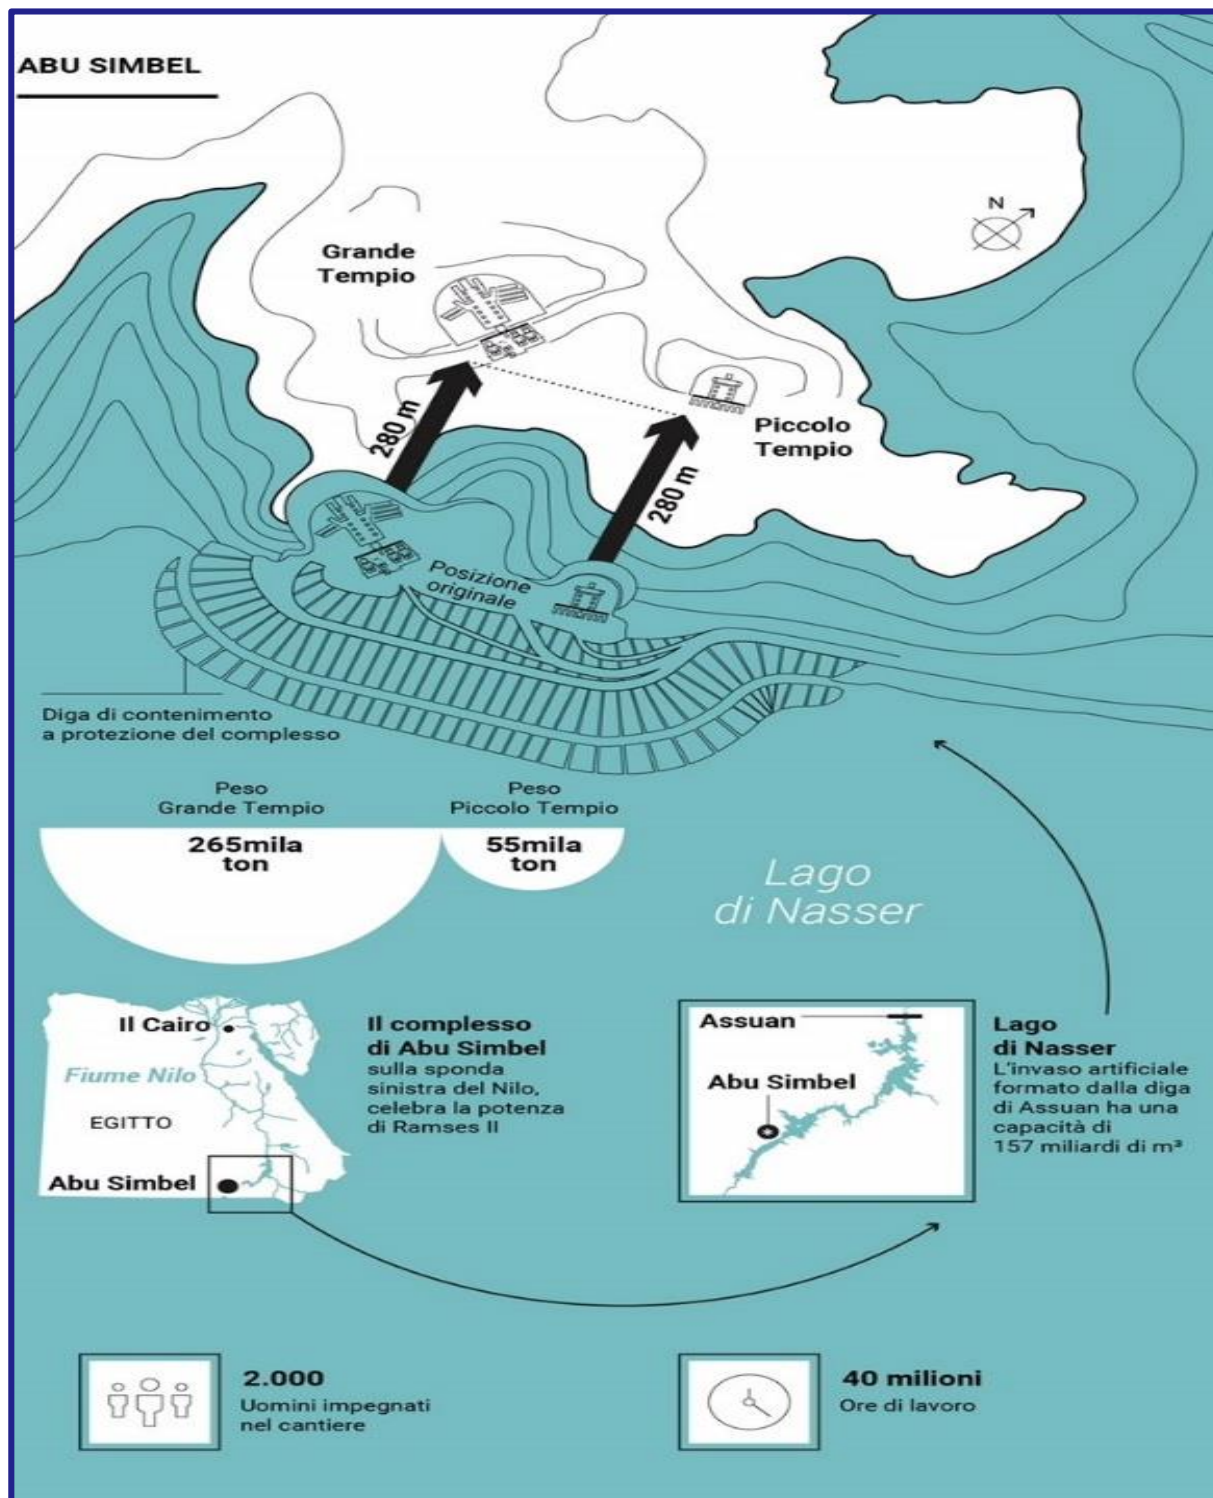 ABU SIMBEL
N
Grande
Tempio
Piccolo
Tempio
280 m
280 m
Posizione
originale
Diga di contenimento
a protezione del complesso
Peso
Grande Tempio
265mila
ton
Peso
Piccolo Tempio
55mila
ton
Lago
di Nasser
Il Cairo
Fiume Nilo
EGITTO
Abu Simbel
Il complesso
di Abu Simbel
sulla sponda
sinistra del Nilo,
celebra la potenza
di Ramses II
Assuan
Abu Simbel
Lago
di Nasser
L'invaso artificiale
formato dalla diga
di Assuan ha una
capacità di
157 miliardi di m³
2.000
Uomini impegnati
nel cantiere
40 milioni
Ore di lavoro